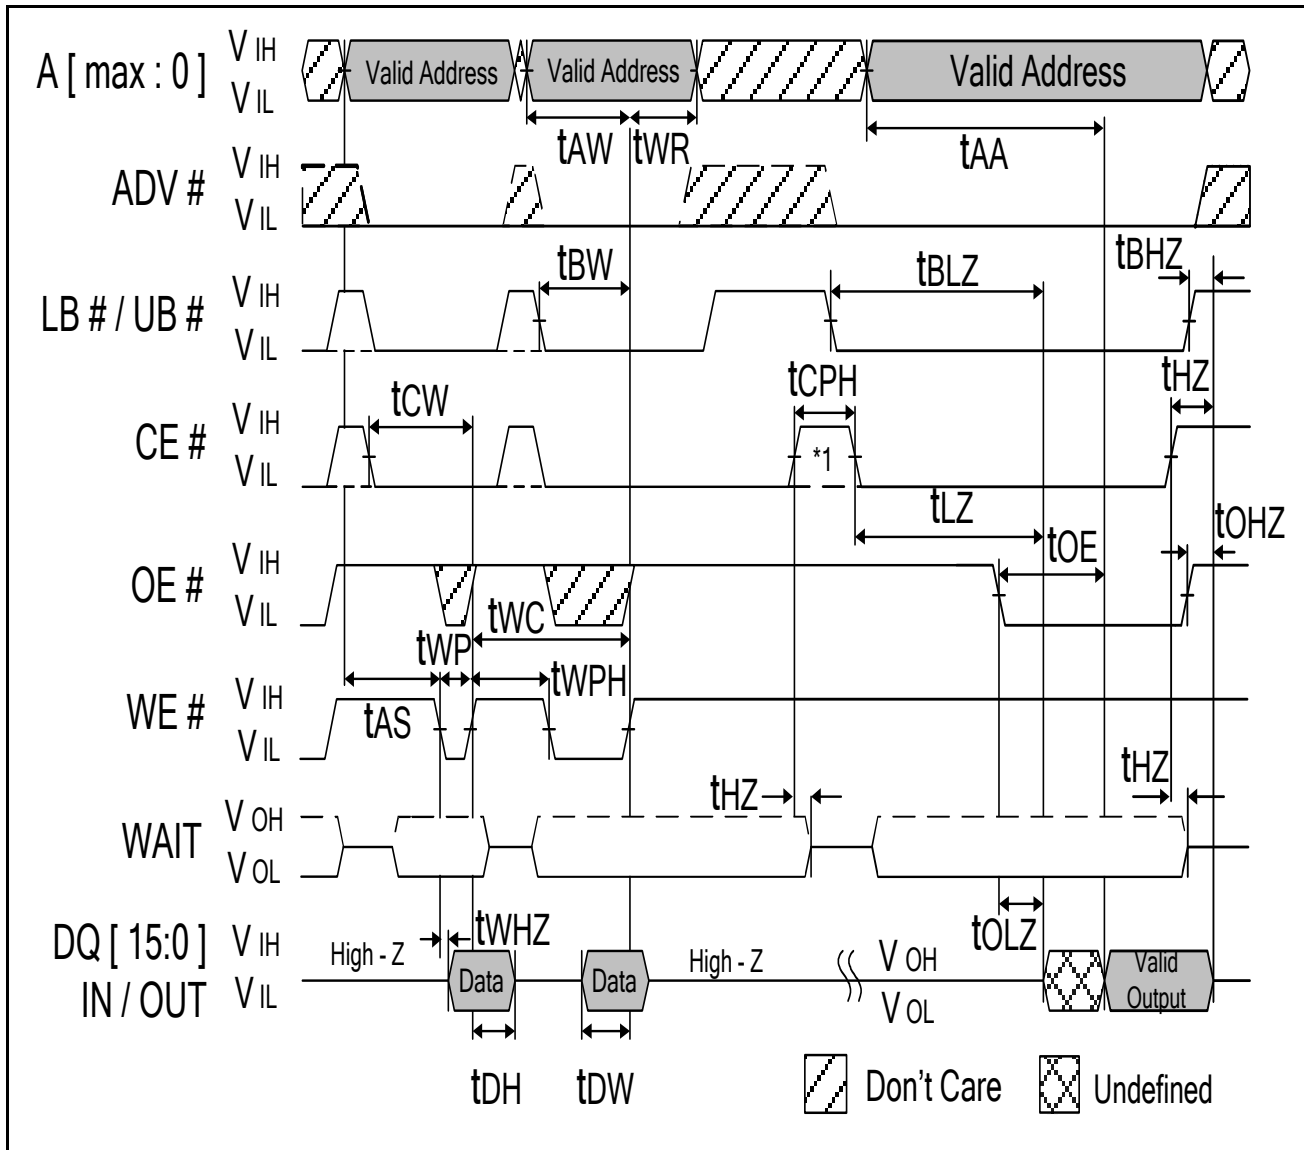 A [ max : 0 ] V IH V IL Valid Address Valid Address Valid Address
tAW tWR tAA
ADV # V IH V IL
tBW tBLZ tBHZ
LB # / UB # V IH V IL
tCW tCPH tHZ
CE # V IH V IL *1
tLZ tOE tOHZ
OE # V IH V IL
tWP tWC
tAS tWPH
WE # V IH V IL
tHZ tHZ
WAIT V OH V OL
tWHZ tOLZ
DQ [ 15:0 ] IN / OUT V IH V IL High - Z Data Data High - Z V OH V OL Valid Output
tDH tDW
Don't Care Undefined